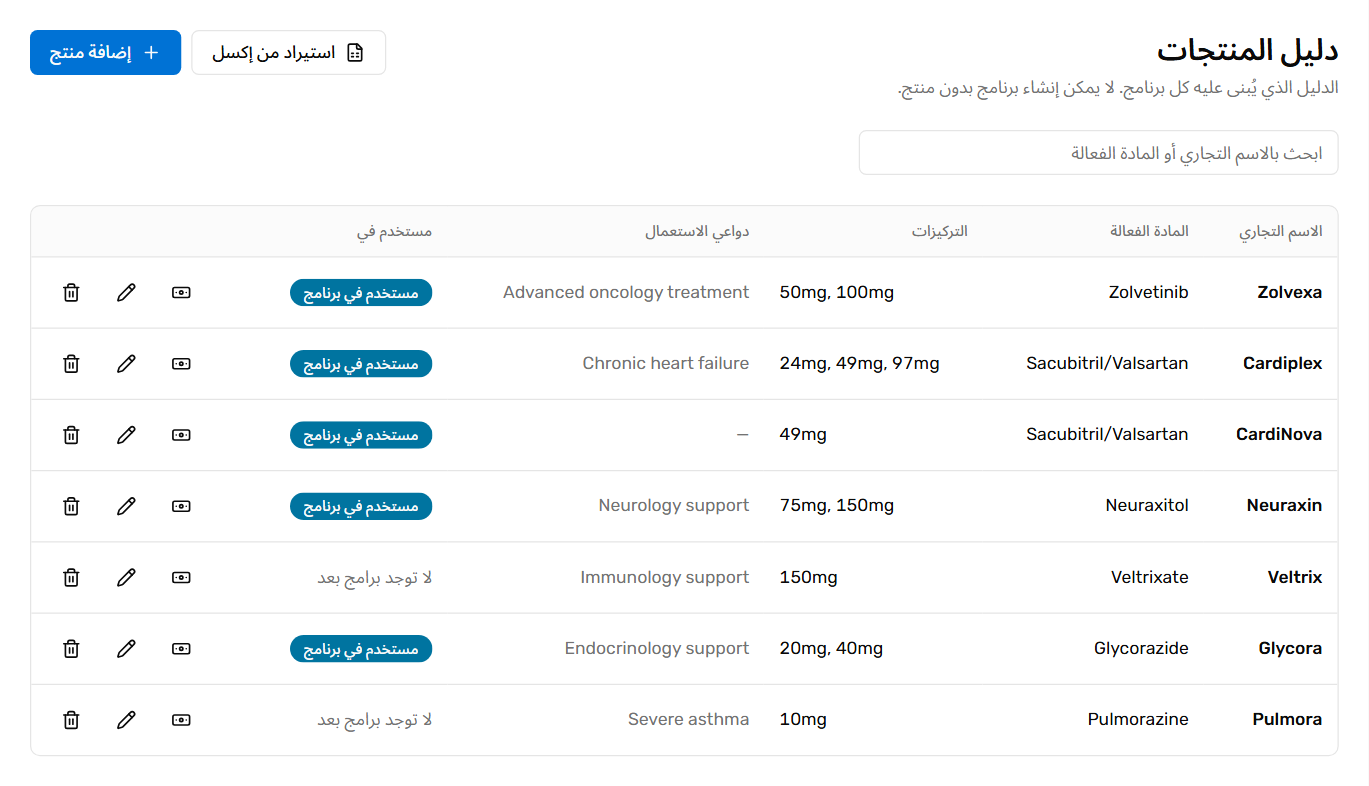 دليل المنتجات
الدليل الذي يُبنى عليه كل برنامج. لا يمكن إنشاء برنامج بدون منتج.
استيراد من إكسل
إضافة منتج
ابحث بالاسم التجاري أو المادة الفعالة
الاسم التجاري المادة الفعالة التركيزات دواعي الاستعمال مستخدم في
Zolvexa Zolvetinib 50mg, 100mg Advanced oncology treatment مستخدم في برنامج
Cardiplex Sacubitril/Valsartan 24mg, 49mg, 97mg Chronic heart failure مستخدم في برنامج
CardiNova Sacubitril/Valsartan 49mg — مستخدم في برنامج
Neuraxin Neuraxitol 75mg, 150mg Neurology support مستخدم في برنامج
Veltrix Veltrixate 150mg Immunology support لا توجد برامج بعد
Glycora Glycorazide 20mg, 40mg Endocrinology support مستخدم في برنامج
Pulmora Pulmorazine 10mg Severe asthma لا توجد برامج بعد